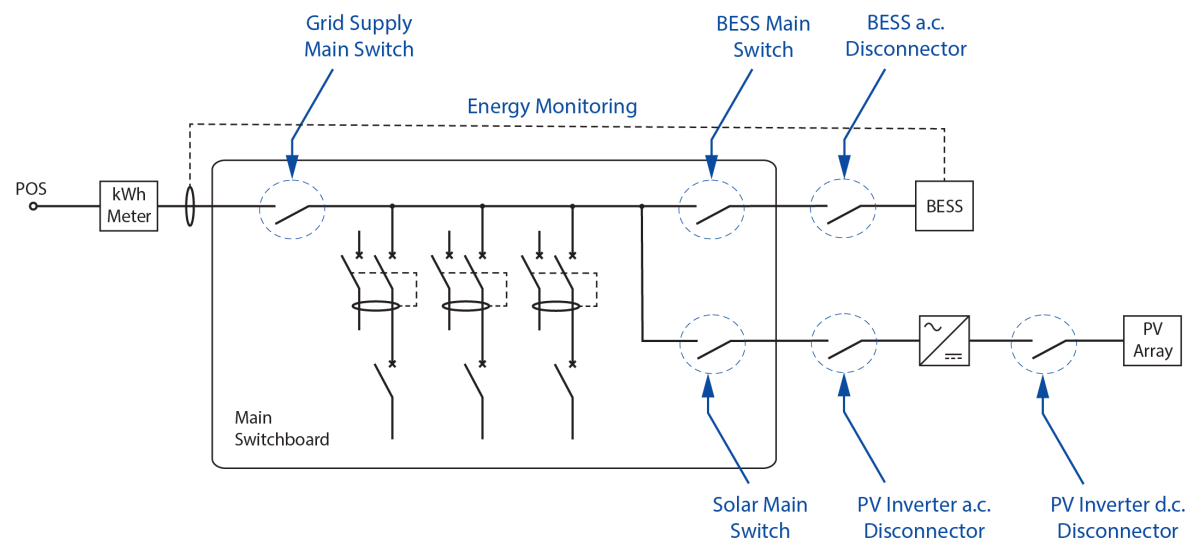 Grid Supply
Main Switch
BESS Main
Switch
BESS a.c.
Disconnector
Energy Monitoring
POS
kWh
Meter
BESS
PV
Array
Main
Switchboard
Solar Main
Switch
PV Inverter a.c.
Disconnector
PV Inverter d.c.
Disconnector